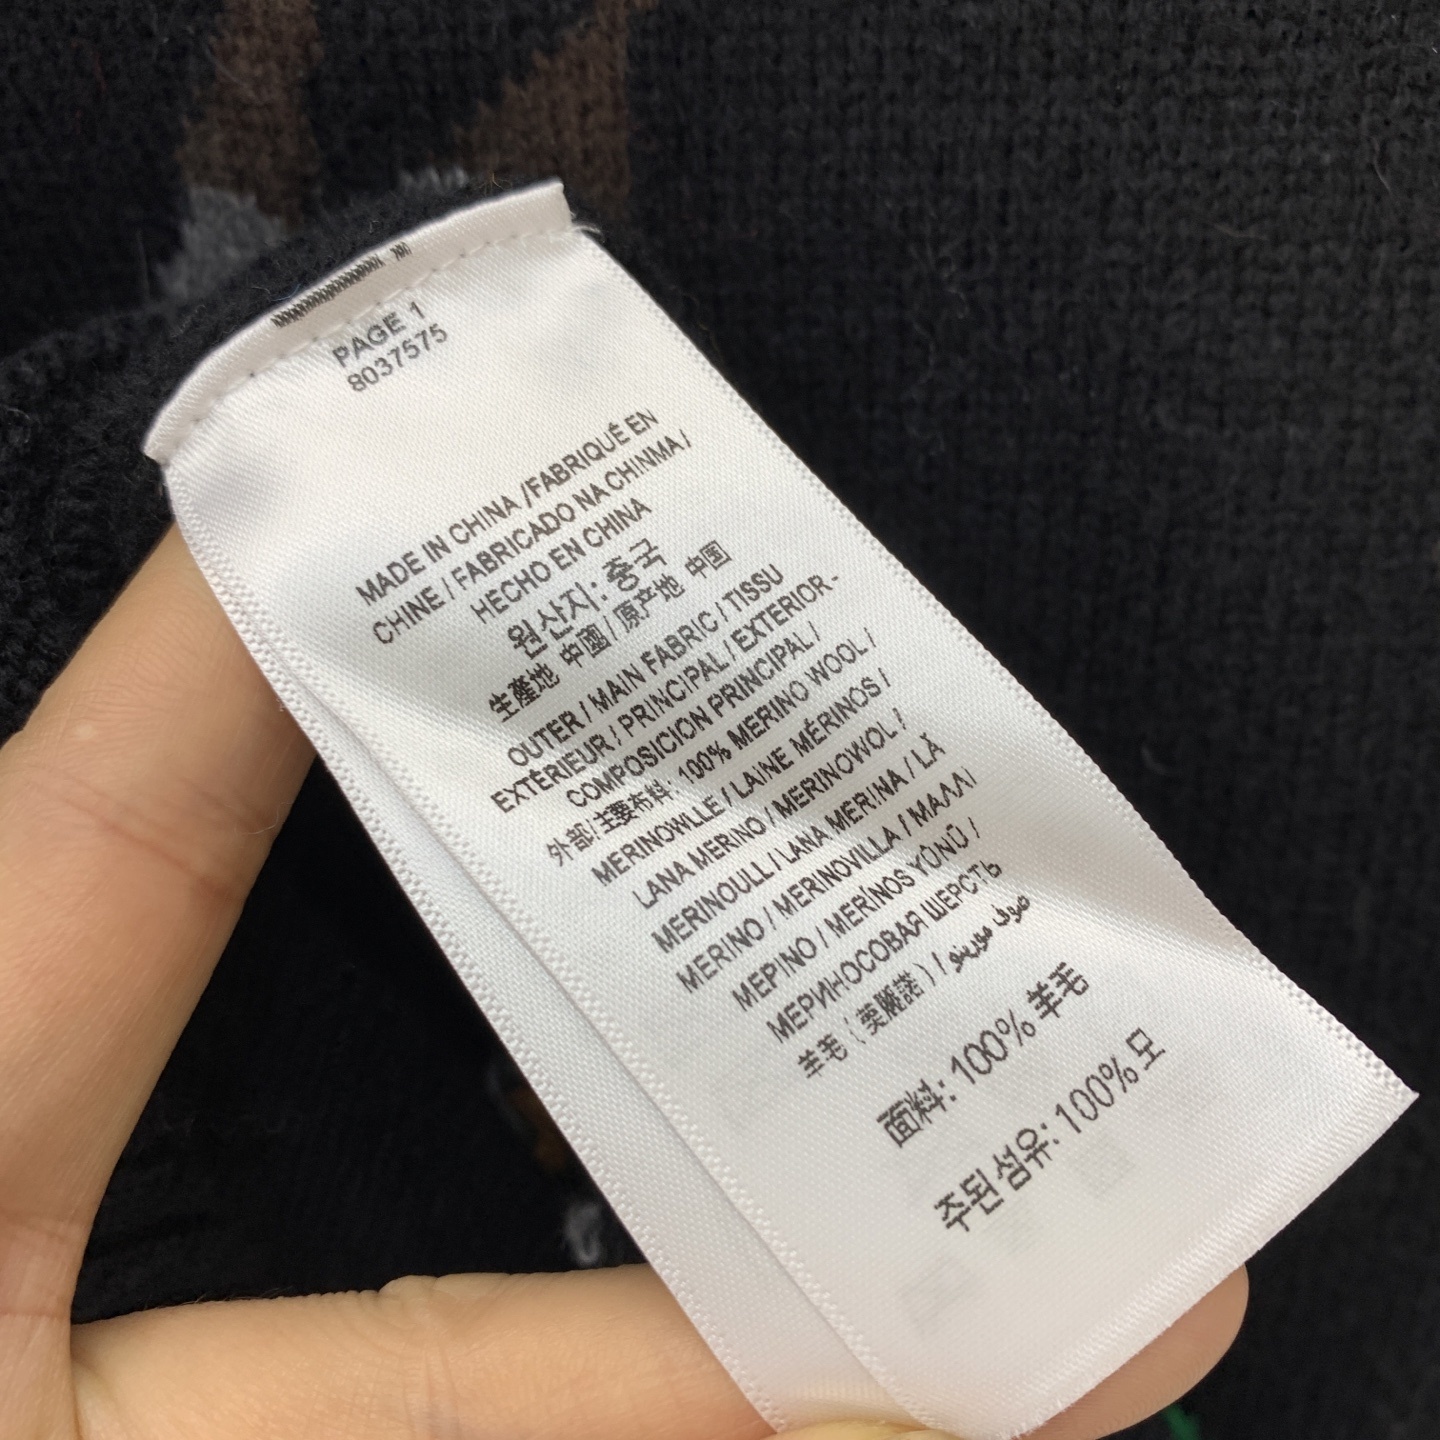 PAGE 1
8037575
MADE IN CHINA /FABRIQUÉ EN
CHINE / FABRICADO NA CHINMA /
HECHO EN CHINA
원산지: 중국
生產地 中國/ 原产地 中国
OUTER / MAIN FABRIC / TISSU
EXTÉRIEUR / PRINCIPAL / EXTERIOR-
COMPOSICION PRINCIPAL /
外部/主要布料: 100% MERINO WOOL /
MERINOWLLE / LAINE MÉRINOS /
LANA MERINO / MERINOWOL /
MERINOULL / LANA MERINA / LÃ
MERINO / MERINOVILLA / ΜΑΛΛΙ
ΜΕΡΙΝΟ / MERÍNOS YÜNÜ /
МЕРИНОСОВАЯ ШЕРСТЬ
羊毛 ( 美麗諾 ) / صوف مورينو
面料: 100% 羊毛
주된섬유: 100% 모